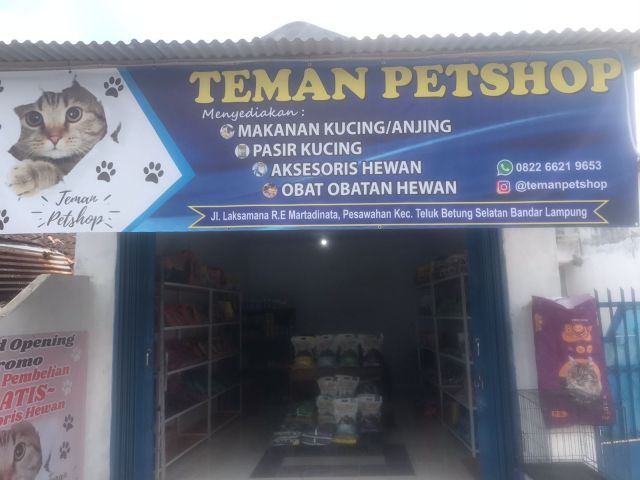 TEMAN PETSHOP
Menyediakan :
MAKANAN KUCING/ANJING
PASIR KUCING
AKSESORIS HEWAN
OBAT OBATAN HEWAN
0822 6621 9653
@temanpetshop
Teman
Petshop
Jl. Laksamana R.E Martadinata, Pesawahan Kec. Teluk Betung Selatan Bandar Lampung
d Opening
romo
Pembelian
ATIS~
soris Hewan